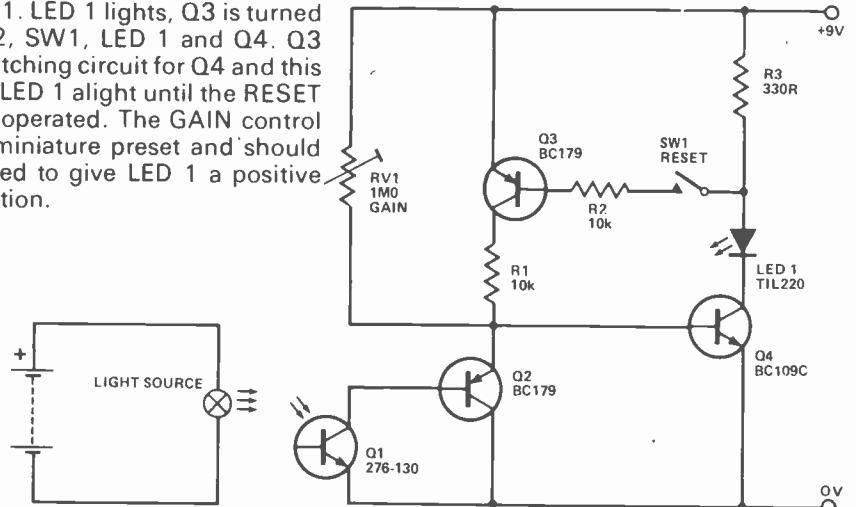 1. LED 1 lights, Q3 is turned
2, SW1, LED 1 and Q4. Q3
tching circuit for Q4 and this
LED 1 alight until the RESET
operated. The GAIN control
miniature preset and should
ed to give LED 1 a positive
tion.
+9V
R3
330R
Q3
BC179
SW1
RESET
RV1
1M0
GAIN
R2
10k
R1
10k
LED 1
TIL220
+
LIGHT SOURCE
Q2
BC179
Q4
BC109C
Q1
276-130
0V